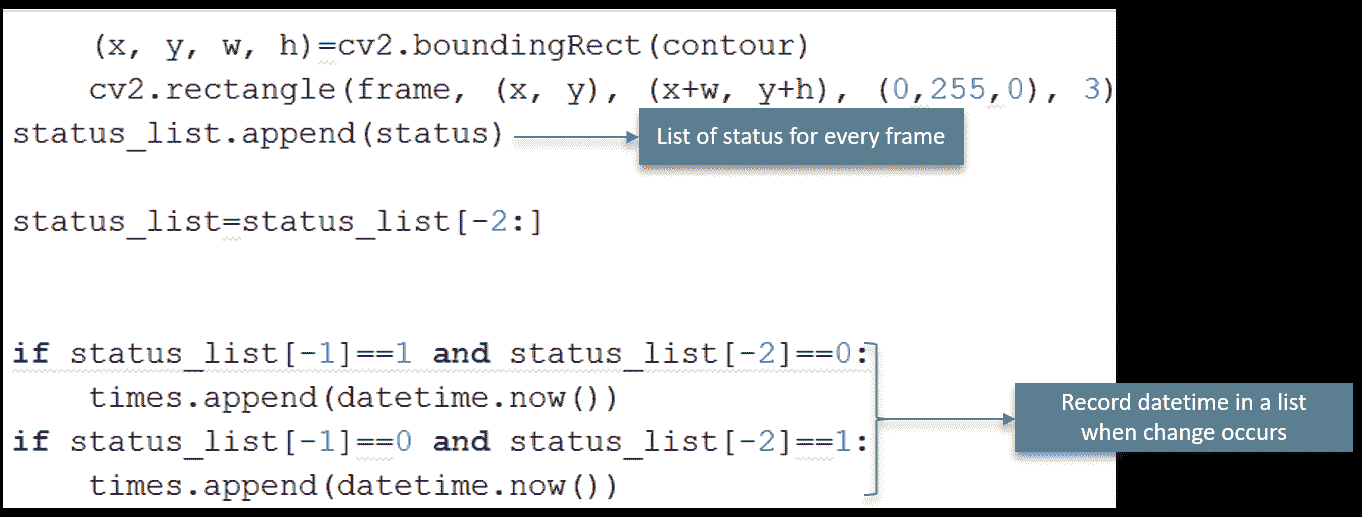 (x, y, w, h)=cv2.boundingRect(contour)
cv2.rectangle(frame, (x, y), (x+w, y+h), (0,255,0), 3)
status_list.append(status)
List of status for every frame
status_list=status_list[-2:]
if status_list[-1]==1 and status_list[-2]==0:
times.append(datetime.now())
if status_list[-1]==0 and status_list[-2]==1:
times.append(datetime.now())
Record datetime in a list
when change occurs